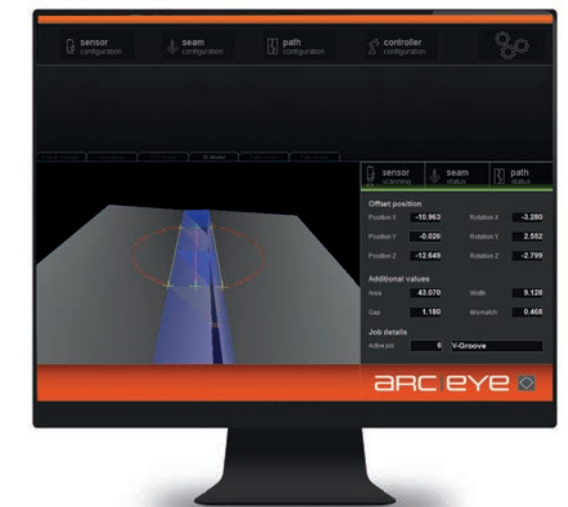 sensor configuration seam configuration path configuration controller configuration
3D Model
sensor scanning seam status path status
Offset position
Position X -10.963 Rotation X -3.280
Position Y -0.026 Rotation Y 2.552
Position Z -12.649 Rotation Z -2.799
Additional values
Area 43.070 Width 9.128
Gap 1.180 Mismatch 0.468
Job details
Active job 6 V-Groove
arc eye